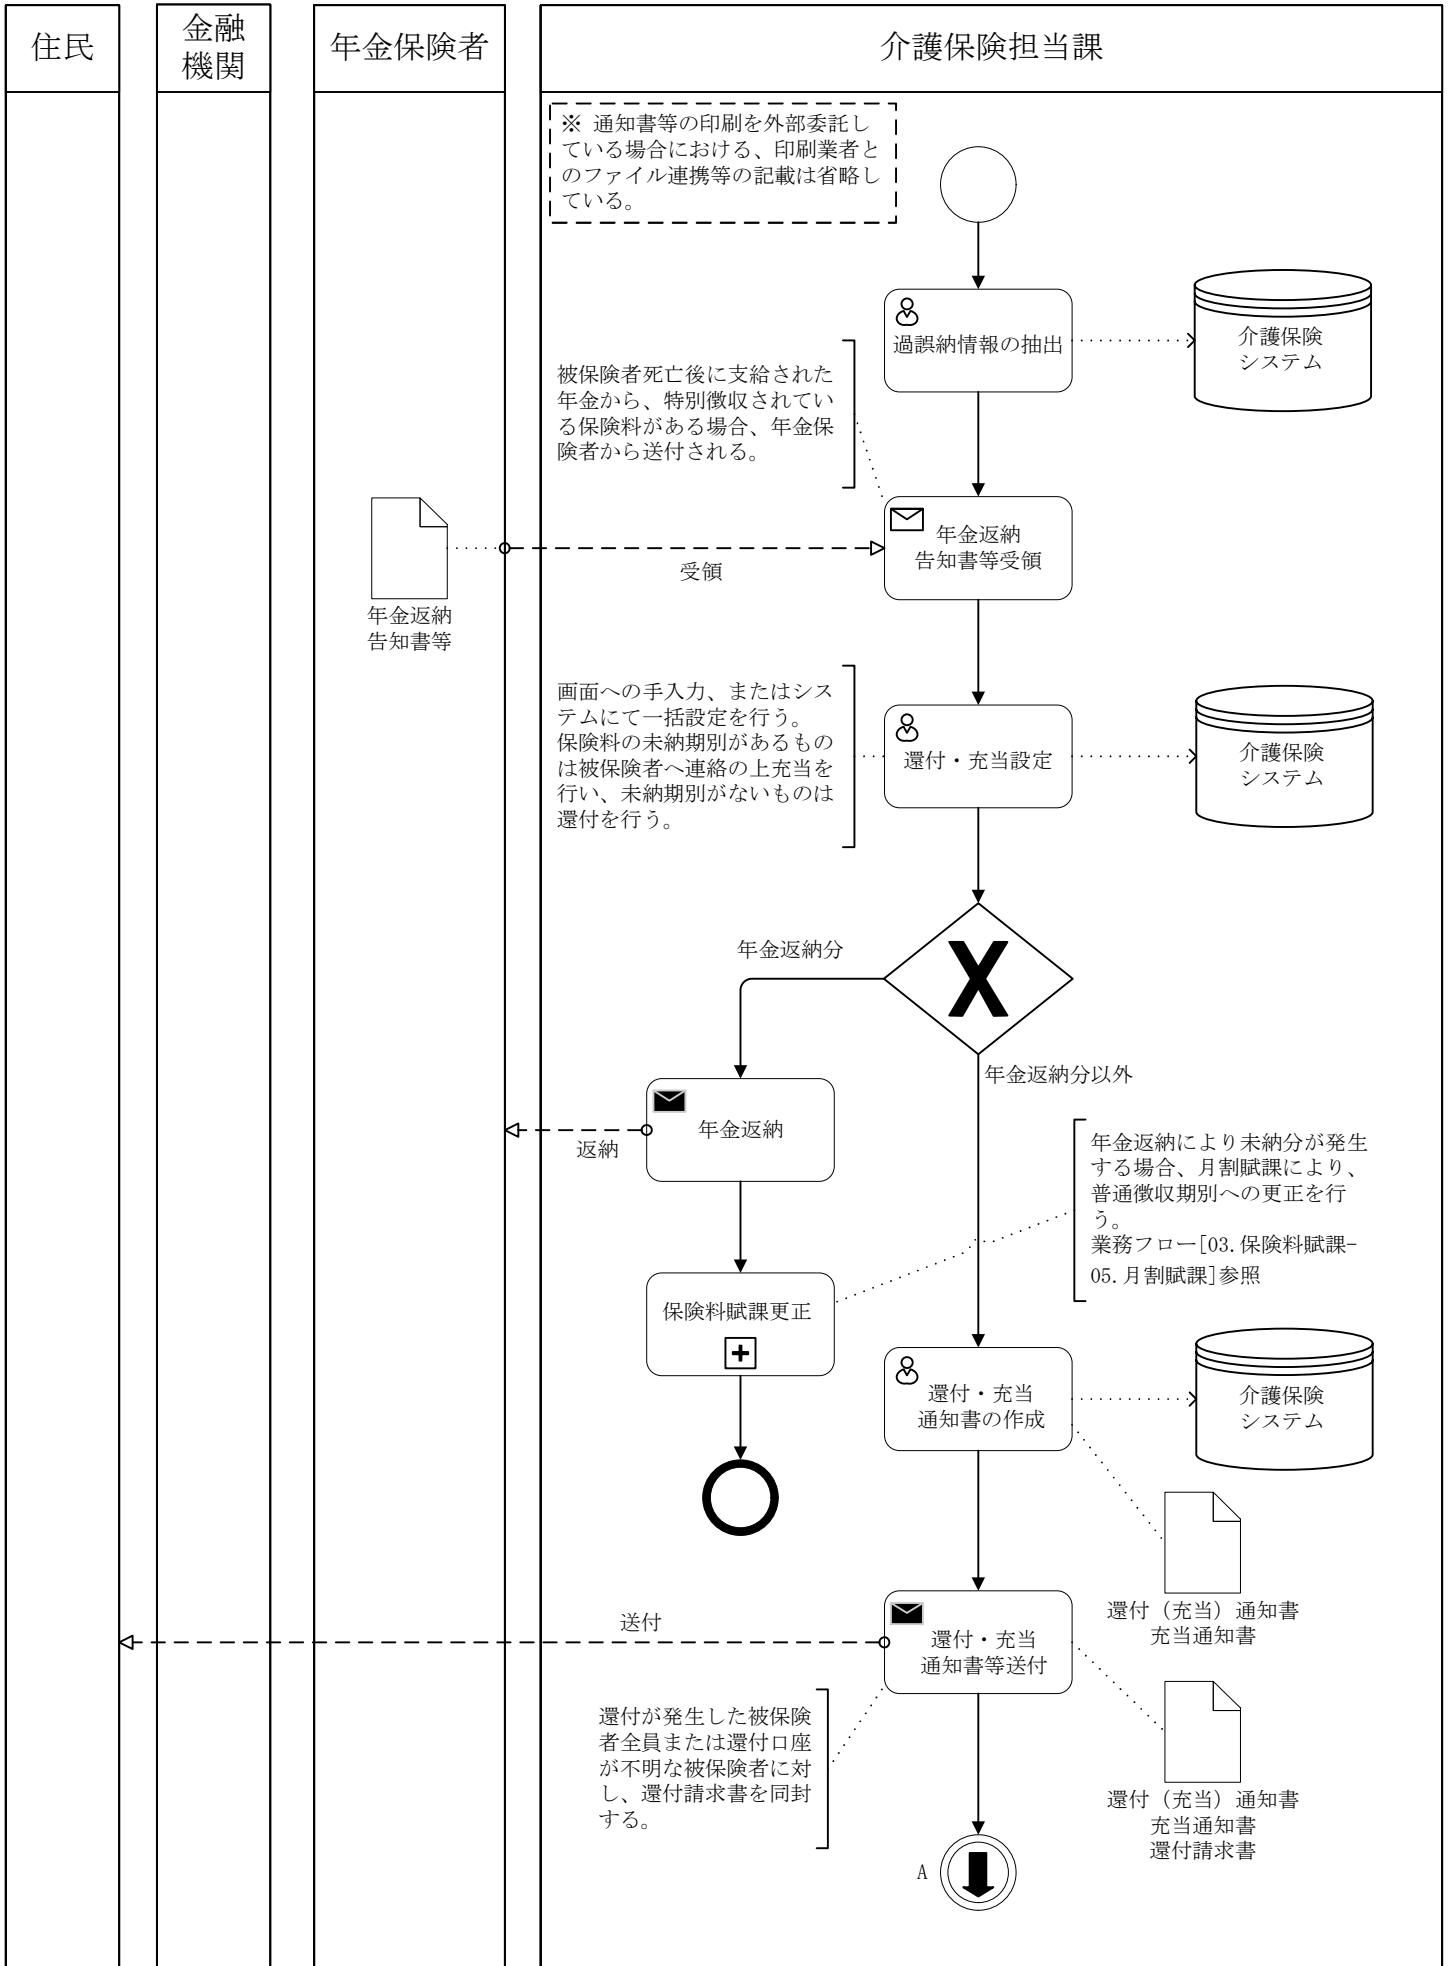 住民
金融
機関
年金保険者
介護保険担当課
※ 通知書等の印刷を外部委託し
ている場合における、印刷業者と
のファイル連携等の記載は省略し
ている。
過誤納情報の抽出
介護保険
システム
被保険者死亡後に支給された
年金から、特別徴収されてい
る保険料がある場合、年金保
険者から送付される。
年金返納
告知書等受領
受領
年金返納
告知書等
画面への手入力、またはシス
テムにて一括設定を行う。
保険料の未納期別があるもの
は被保険者へ連絡の上充当を
行い、未納期別がないものは
還付を行う。
還付・充当設定
介護保険
システム
年金返納分
X
年金返納分以外
年金返納
返納
年金返納により未納分が発生
する場合、月割賦課により、
普通徴収期別への更正を行
う。
業務フロー[03.保険料賦課-
05.月割賦課]参照
保険料賦課更正
還付・充当
通知書の作成
介護保険
システム
還付（充当）通知書
充当通知書
送付
還付・充当
通知書等送付
還付が発生した被保険
者全員または還付口座
が不明な被保険者に対
し、還付請求書を同封
する。
還付（充当）通知書
充当通知書
還付請求書
A